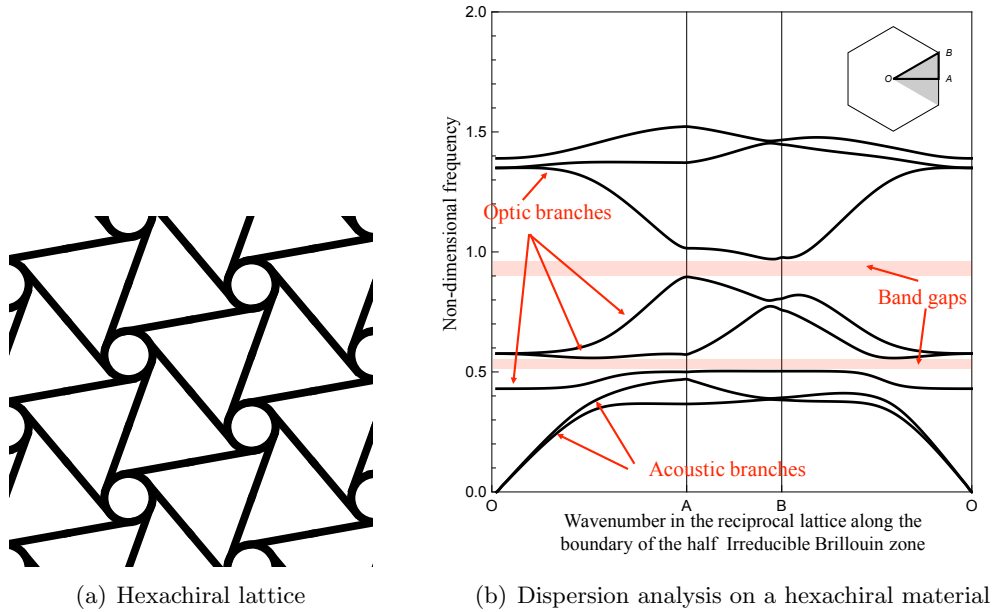 2.0
1.5
1.0
0.5
0.0
Non-dimensional frequency
B
O
A
Optic branches
Band gaps
Acoustic branches
O
A
B
O
Wavenumber in the reciprocal lattice along the
boundary of the half Irreducible Brillouin zone
(a) Hexachiral lattice
(b) Dispersion analysis on a hexachiral material